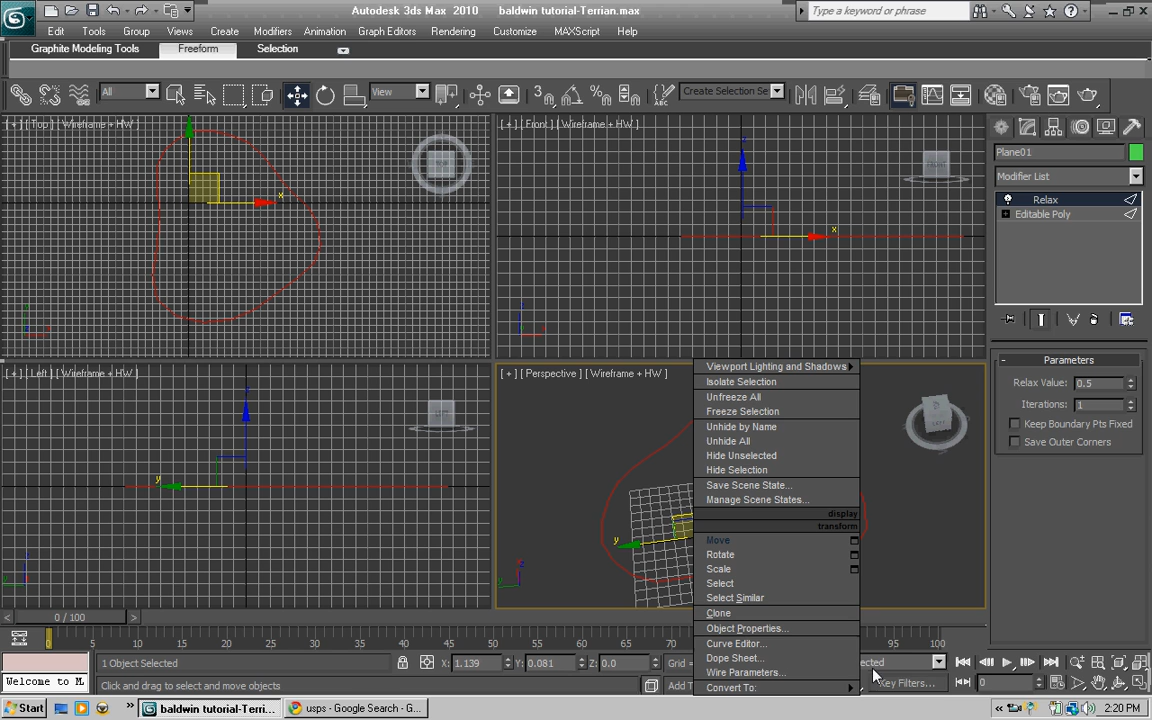 Autodesk 3ds Max 2010 baldwin tutorial-Terrian.max
Type a keyword or phrase
Edit Tools Group Views Create Modifiers Animation Graph Editors Rendering Customize MAXScript Help
Graphite Modeling Tools Freeform Selection
All View Create Selection Se
[ + ] [ Top ] [ Wireframe + HW ]
[ + ] [ Front ] [ Wireframe + HW ]
TOP
FRONT
x
z
x
Plane01
Modifier List
Relax
Editable Poly
Parameters
Relax Value: 0.5
Iterations: 1
Keep Boundary Pts Fixed
Save Outer Corners
[ + ] [ Left ] [ Wireframe + HW ]
[ + ] [ Perspective ] [ Wireframe + HW ]
LEFT
LEFT
y
y
Viewport Lighting and Shadows
Isolate Selection
Unfreeze All
Freeze Selection
Unhide by Name
Unhide All
Hide Unselected
Hide Selection
Save Scene State...
Manage Scene States...
display
transform
Move
Rotate
Scale
Select
Select Similar
Clone
Object Properties...
Curve Editor...
Dope Sheet...
Wire Parameters...
Convert To:
< 0 / 100 >
0 5 10 15 20 25 30 35 40 45 50 55 60 65 70 95 100
1 Object Selected X: 1.139 Y: 0.081 Z: 0.0 Grid = ected
Welcome to M Click and drag to select and move objects Add T Key Filters... 0
Start baldwin tutorial-Terri... usps - Google Search - G... 2:20 PM